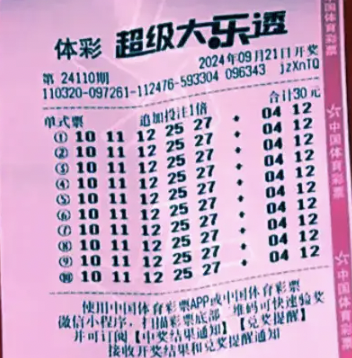 体彩 超级大乐透
第 24110期 2024年09月21日开奖
110320-097261-112476-593304 096343 jzXnTQ
单式票 追加投注1倍 合计30元
① 10 11 12 25 27 + 04 12
② 10 11 12 25 27 + 04 12
③ 10 11 12 25 27 + 04 12
④ 10 11 12 25 27 + 04 12
⑤ 10 11 12 25 27 + 04 12
⑥ 10 11 12 25 27 + 04 12
⑦ 10 11 12 25 27 + 04 12
⑧ 10 11 12 25 27 + 04 12
⑨ 10 11 12 25 27 + 04 12
⑩ 10 11 12 25 27 + 04 12
使用中国体育彩票APP或中国体育彩票
微信小程序,扫描彩票底部二维码可快速验奖
并可订阅【中奖结果通知】【兑奖提醒】
接收开奖结果和兑奖提醒通知
中国体育彩票
中国体育彩票
中国体育彩票